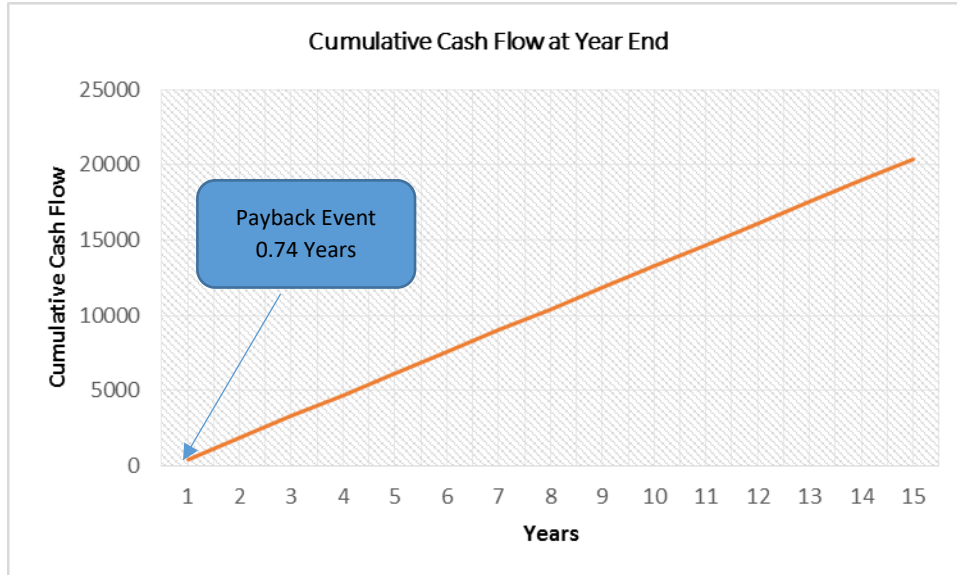 Cumulative Cash Flow at Year End
Cumulative Cash Flow
25000
20000
15000
10000
5000
0
Payback Event
0.74 Years
1 2 3 4 5 6 7 8 9 10 11 12 13 14 15
Years